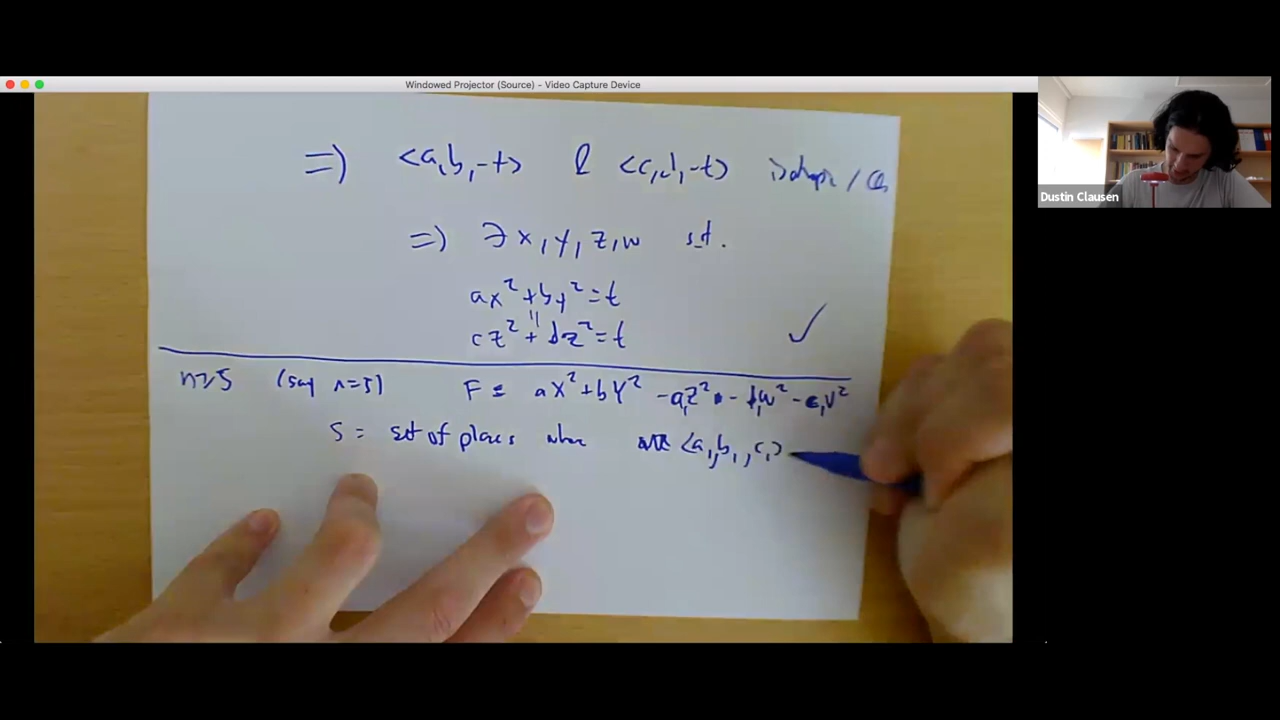 Windowed Projector (Source) - Video Capture Device
Dustin Clausen
=> <a,b,-t> & <c,d,-t> isotropic / Q
=> ∃ x, y, z, w s.t.
ax² + by² = t
=
cz² + dz² = t ✓
n≥5 (say n=5) F = aX² + bY² - a₁Z² - b₁W² - c₁V²
S = set of places where <a₁, b₁, c₁>